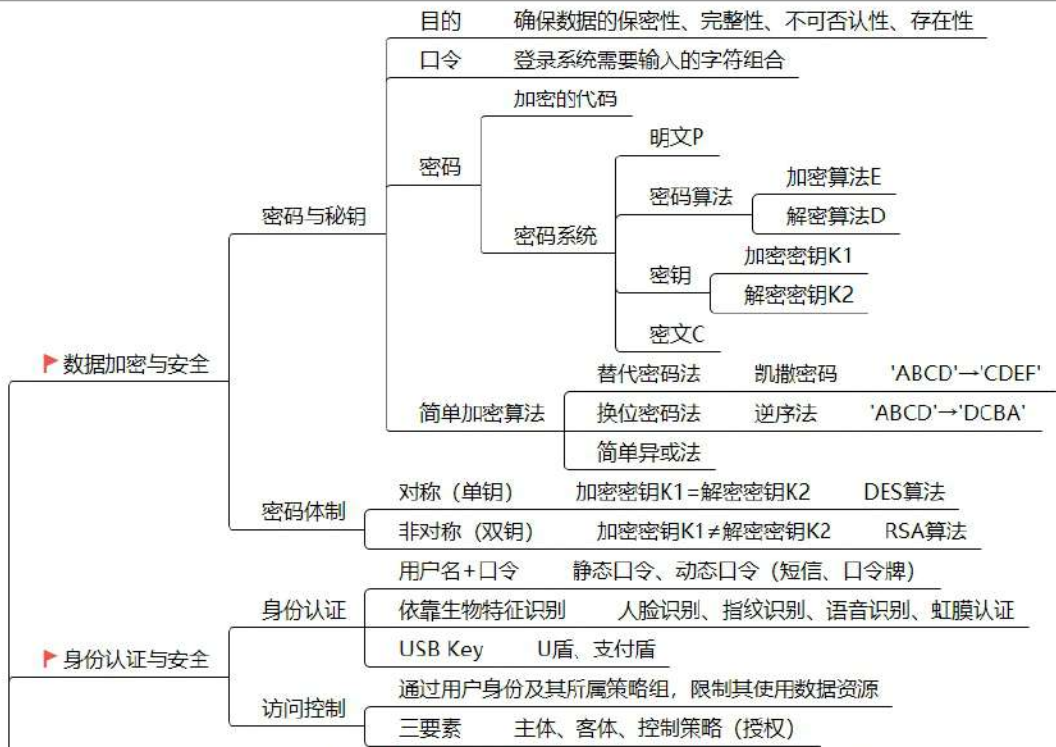 目的 确保数据的保密性、完整性、不可否认性、存在性
口令 登录系统需要输入的字符组合
加密的代码
明文P
密码
加密算法E
密码算法
解密算法D
密码与秘钥
密码系统
加密密钥K1
密钥
解密密钥K2
密文C
数据加密与安全
替代密码法 凯撒密码 'ABCD'→'CDEF'
简单加密算法 换位密码法 逆序法 'ABCD'→'DCBA'
简单异或法
对称（单钥） 加密密钥K1=解密密钥K2 DES算法
密码体制
非对称（双钥） 加密密钥K1≠解密密钥K2 RSA算法
用户名+口令 静态口令、动态口令（短信、口令牌）
身份认证 依靠生物特征识别 人脸识别、指纹识别、语音识别、虹膜认证
USB Key U盾、支付盾
身份认证与安全
通过用户身份及其所属策略组，限制其使用数据资源
访问控制
三要素 主体、客体、控制策略（授权）